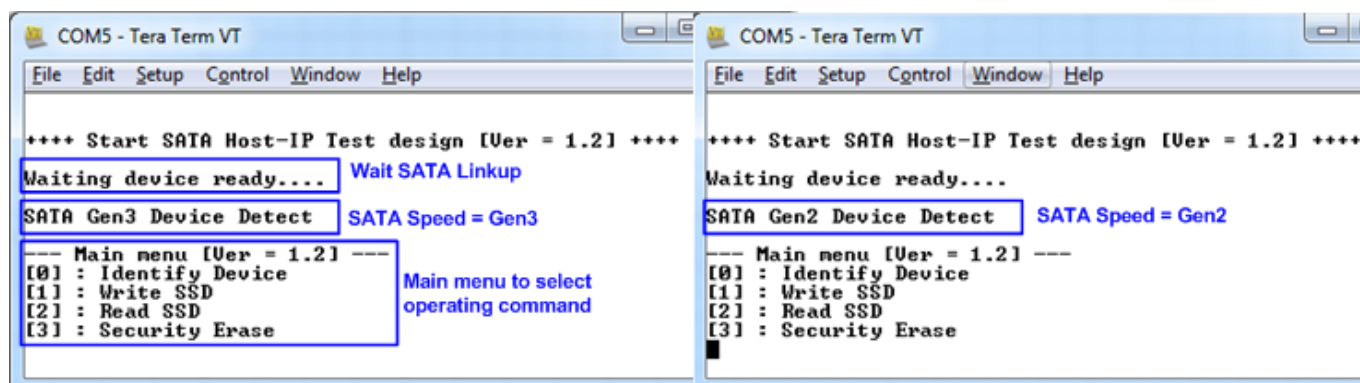 COM5 - Tera Term VT
File Edit Setup Control Window Help
++++ Start SATA Host-IP Test design [Ver = 1.2] ++++
Waiting device ready....
Wait SATA Linkup
SATA Gen3 Device Detect
SATA Speed = Gen3
--- Main menu [Ver = 1.2] ---
[0] : Identify Device
[1] : Write SSD
[2] : Read SSD
[3] : Security Erase
Main menu to select
operating command
COM5 - Tera Term VT
File Edit Setup Control Window Help
++++ Start SATA Host-IP Test design [Ver = 1.2] ++++
Waiting device ready....
SATA Gen2 Device Detect
SATA Speed = Gen2
--- Main menu [Ver = 1.2] ---
[0] : Identify Device
[1] : Write SSD
[2] : Read SSD
[3] : Security Erase